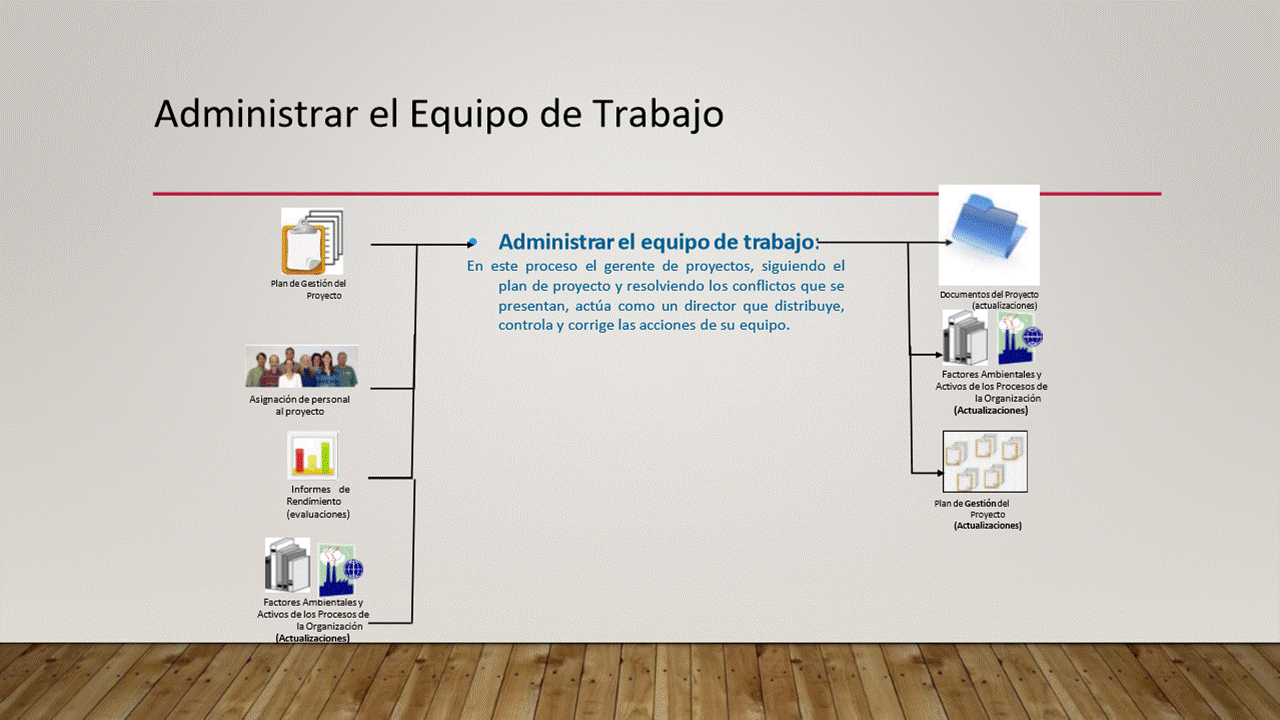 Administrar el Equipo de Trabajo
Plan de Gestión del
Proyecto
Asignación de personal
al proyecto
Informes de
Rendimiento
(evaluaciones)
Factores Ambientales y
Activos de los Procesos de
la Organización
(Actualizaciones)
• Administrar el equipo de trabajo:
En este proceso el gerente de proyectos, siguiendo el
plan de proyecto y resolviendo los conflictos que se
presentan, actúa como un director que distribuye,
controla y corrige las acciones de su equipo.
Documentos del Proyecto
(actualizaciones)
Factores Ambientales y
Activos de los Procesos de
la Organización
(Actualizaciones)
Plan de Gestión del
Proyecto
(Actualizaciones)